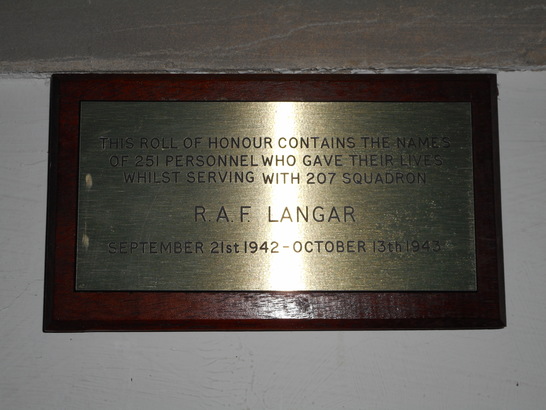 THIS ROLL OF HONOUR CONTAINS THE NAMES
OF 251 PERSONNEL WHO GAVE THEIR LIVES
WHILST SERVING WITH 207 SQUADRON
R.A.F. LANGAR
SEPTEMBER 21st 1942 - OCTOBER 13th 1943